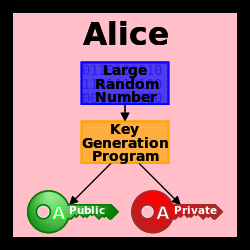 Alice
Large
Random
Number
Key
Generation
Program
A Public
A Private